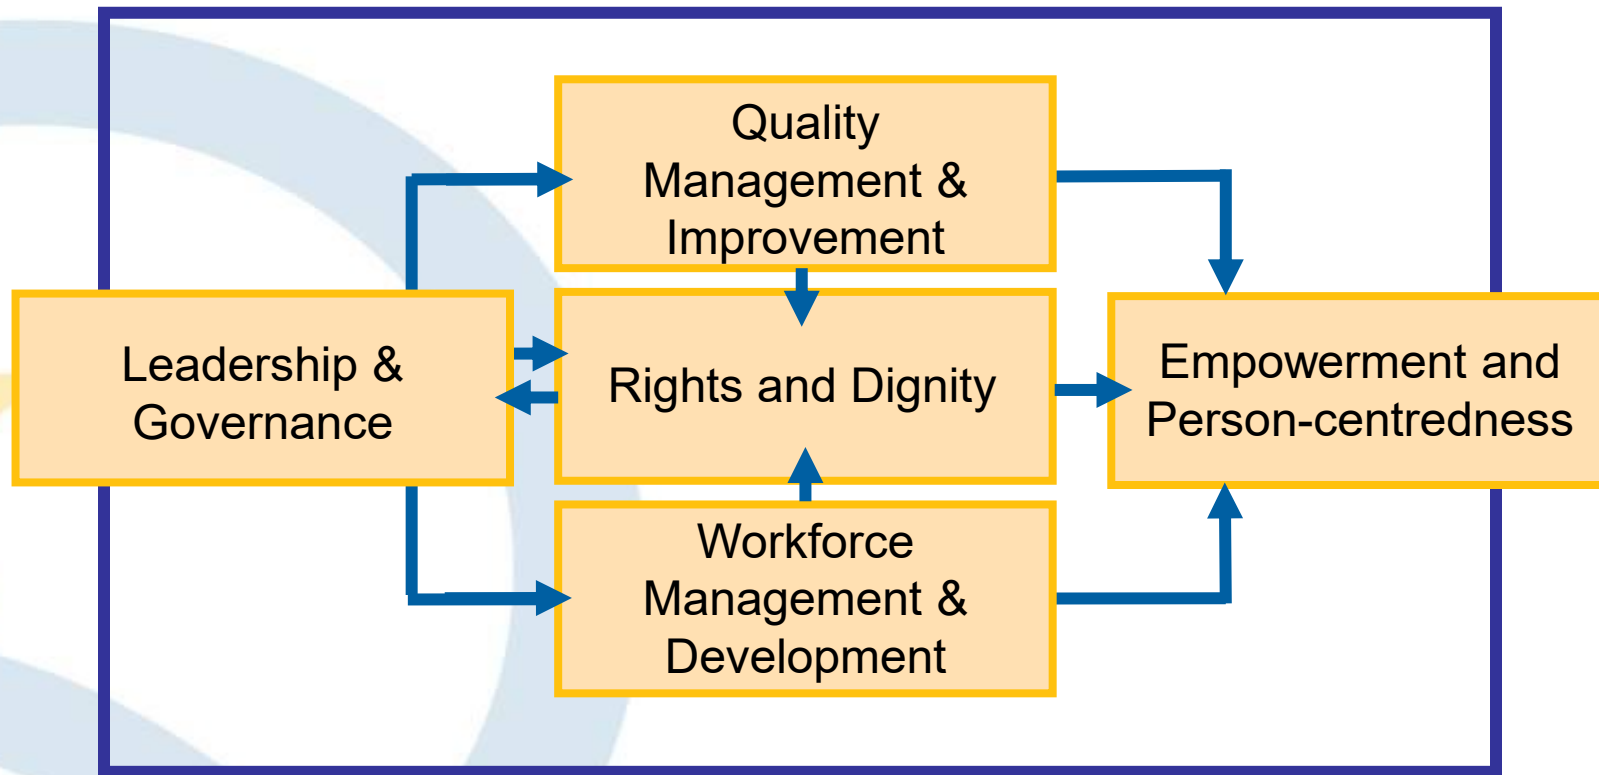 Quality
Management &
Improvement
Leadership &
Governance
Rights and Dignity
Empowerment and
Person-centredness
Workforce
Management &
Development